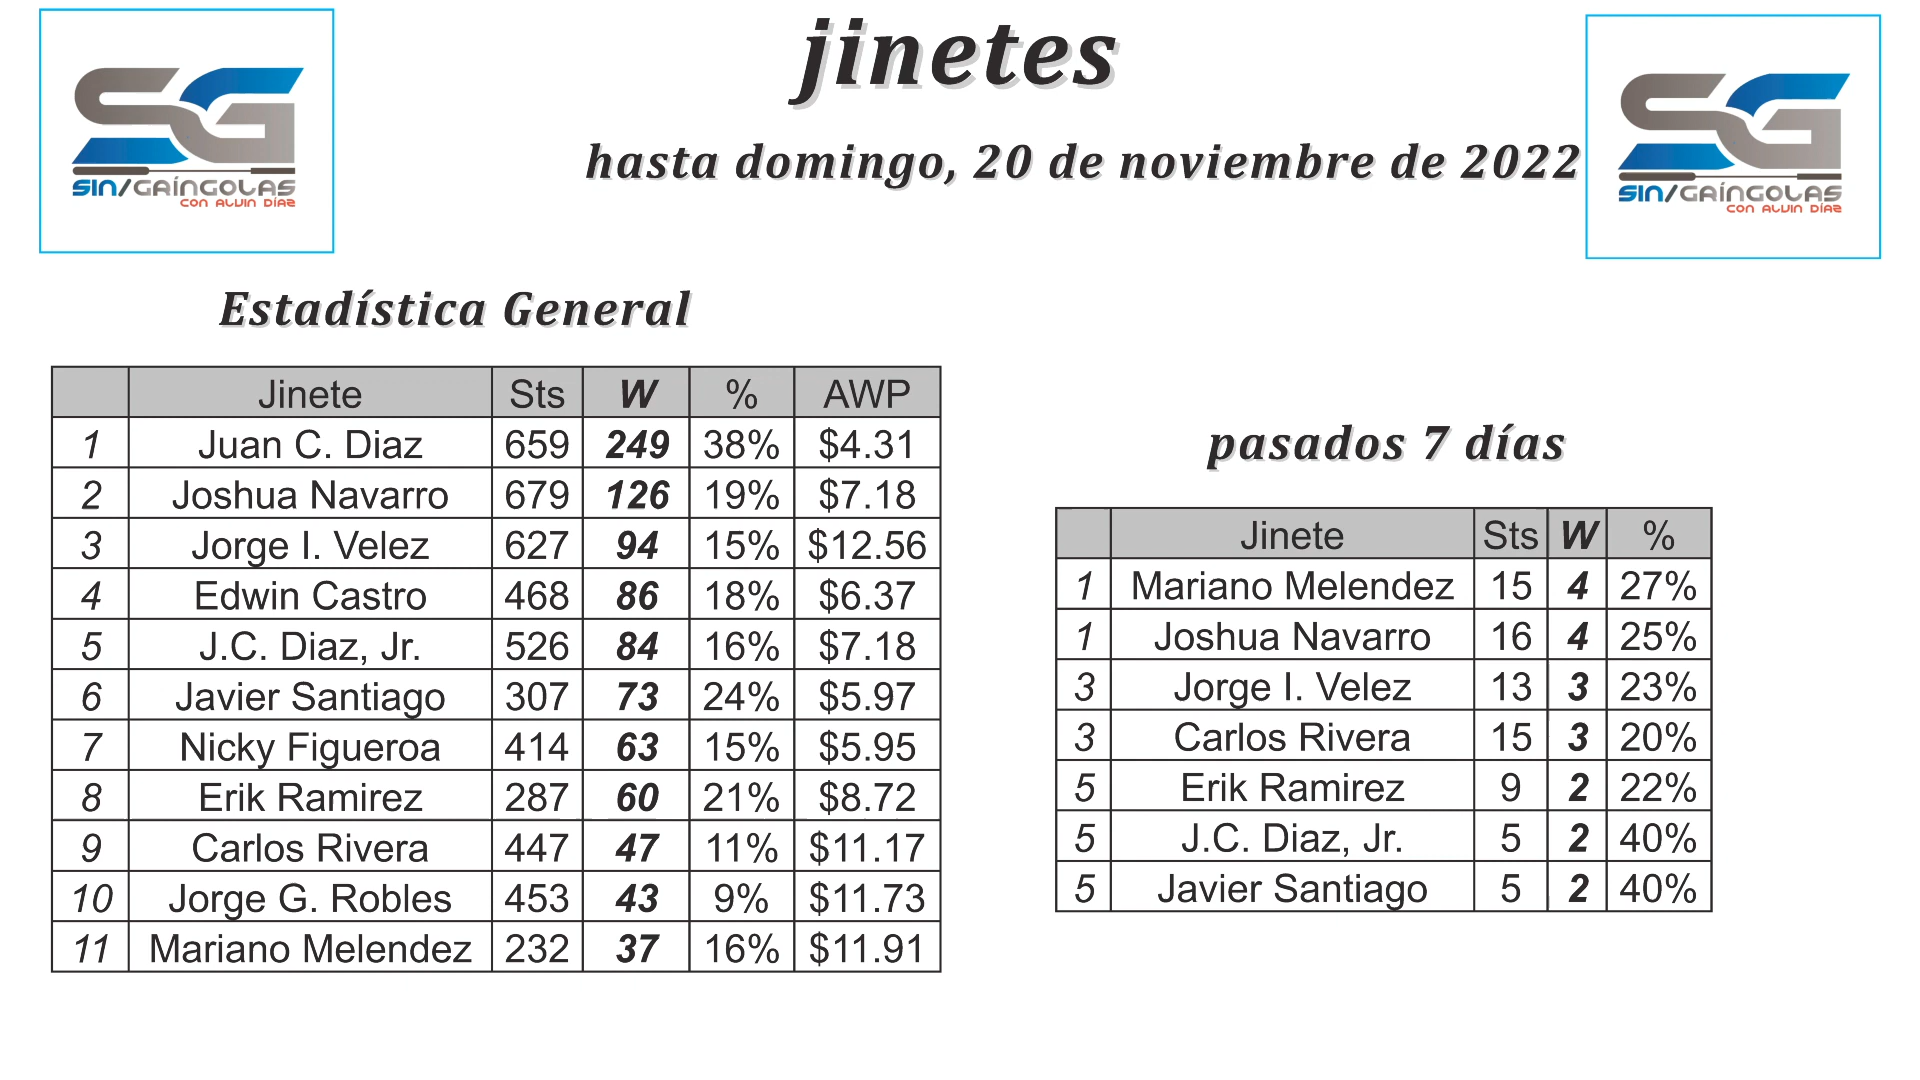 jinetes
hasta domingo, 20 de noviembre de 2022
SG
SIN/GRÍNGOLAS
CON ALVIN DÍAZ
SG
SIN/GRÍNGOLAS
CON ALVIN DÍAZ
Estadística General
Jinete Sts W % AWP
1 Juan C. Diaz 659 249 38% $4.31
2 Joshua Navarro 679 126 19% $7.18
3 Jorge I. Velez 627 94 15% $12.56
4 Edwin Castro 468 86 18% $6.37
5 J.C. Diaz, Jr. 526 84 16% $7.18
6 Javier Santiago 307 73 24% $5.97
7 Nicky Figueroa 414 63 15% $5.95
8 Erik Ramirez 287 60 21% $8.72
9 Carlos Rivera 447 47 11% $11.17
10 Jorge G. Robles 453 43 9% $11.73
11 Mariano Melendez 232 37 16% $11.91
pasados 7 días
Jinete Sts W %
1 Mariano Melendez 15 4 27%
1 Joshua Navarro 16 4 25%
3 Jorge I. Velez 13 3 23%
3 Carlos Rivera 15 3 20%
5 Erik Ramirez 9 2 22%
5 J.C. Diaz, Jr. 5 2 40%
5 Javier Santiago 5 2 40%